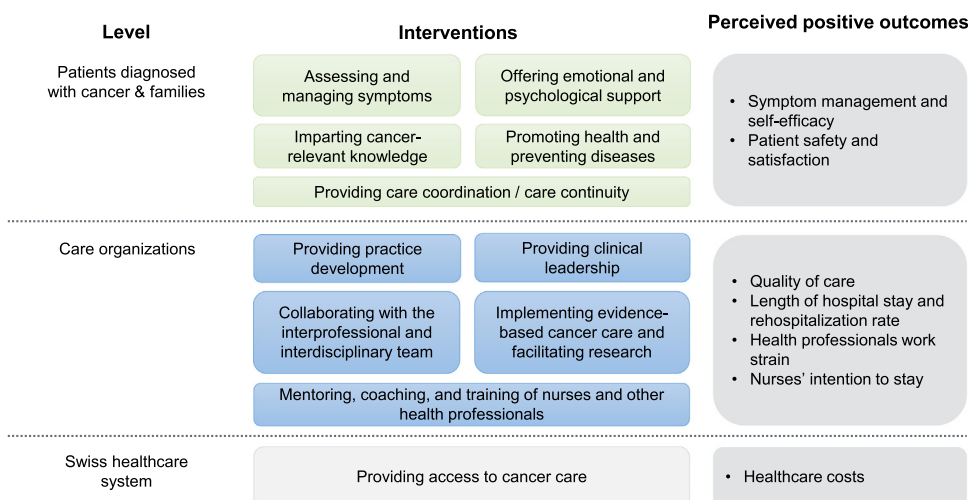 Level
Interventions
Perceived positive outcomes
Patients diagnosed
with cancer & families
Assessing and
managing symptoms
Offering emotional and
psychological support
Imparting cancer-
relevant knowledge
Promoting health and
preventing diseases
Providing care coordination / care continuity
• Symptom management and
self-efficacy
• Patient safety and
satisfaction
Care organizations
Providing practice
development
Providing clinical
leadership
Collaborating with the
interprofessional and
interdisciplinary team
Implementing evidence-
based cancer care and
facilitating research
Mentoring, coaching, and training of nurses and other
health professionals
• Quality of care
• Length of hospital stay and
rehospitalization rate
• Health professionals work
strain
• Nurses' intention to stay
Swiss healthcare
system
Providing access to cancer care
• Healthcare costs